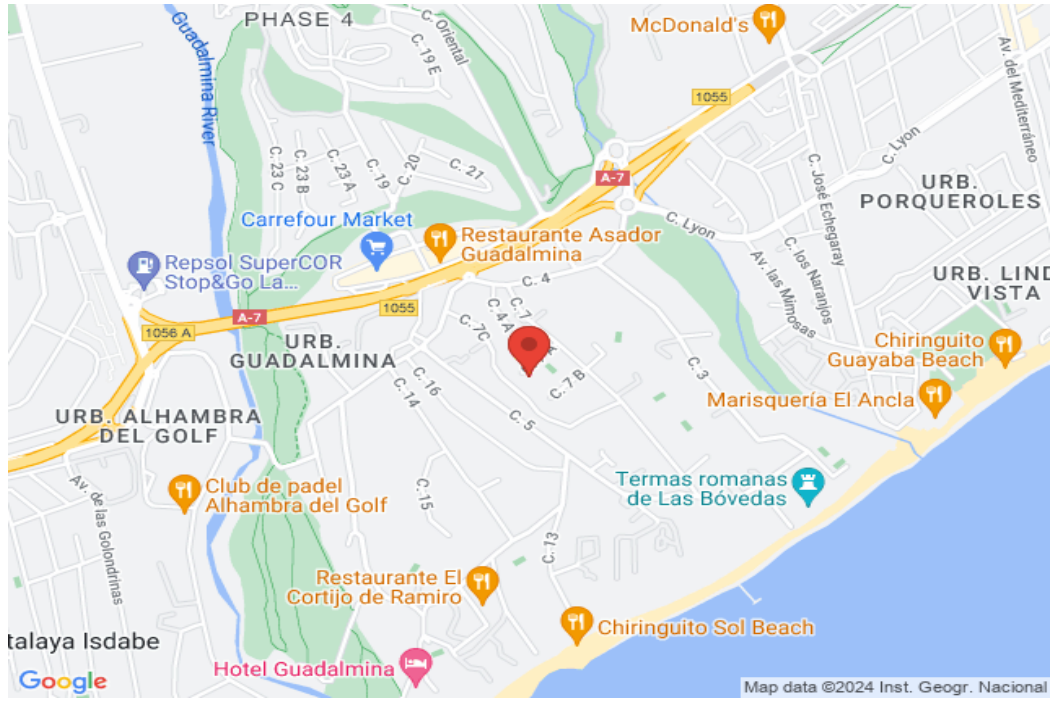 PHASE 4
McDonald's
Guadalmina River
C. Oriental
C. 19 E
1055
Av. del Mediterráneo
C. 23 C
C. 23 B
C. 23 A
C. 19
C. 20
C. 21
A-7
C. Lyon
C. José Echegaray
URB.
PORQUEROLES
Carrefour Market
Restaurante Asador
Guadalmina
C. Lyon
C. los Naranjos
Av. las Mimosas
Repsol SuperCOR
Stop&Go La...
C. 4
URB. LIND
VISTA
1055
A-7
1056 A
C. 4 A
C. 7
C. 7C
A
URB.
GUADALMINA
C. 7 B
C. 3
Chiringuito
Guayaba Beach
C. 16
C. 14
C. 5
Marisquería El Ancla
URB. ALHAMBRA
DEL GOLF
Termas romanas
de Las Bóvedas
Club de padel
Alhambra del Golf
Av. de las Golondrinas
C. 15
C. 13
Restaurante El
Cortijo de Ramiro
Chiringuito Sol Beach
talaya Isdabe
Hotel Guadalmina
Google
Map data ©2024 Inst. Geogr. Nacional